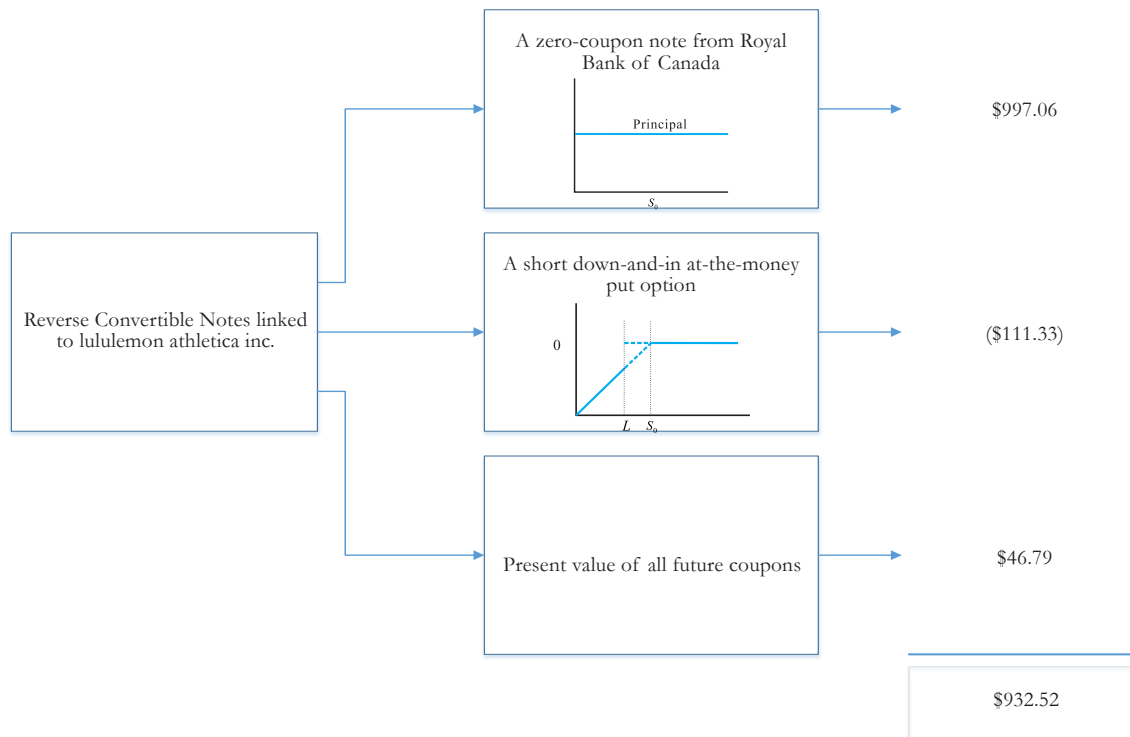 A zero-coupon note from Royal
Bank of Canada
Principal
S₀
$997.06
Reverse Convertible Notes linked
to lululemon athletica inc.
A short down-and-in at-the-money
put option
0
L S₀
($111.33)
Present value of all future coupons
$46.79
$932.52